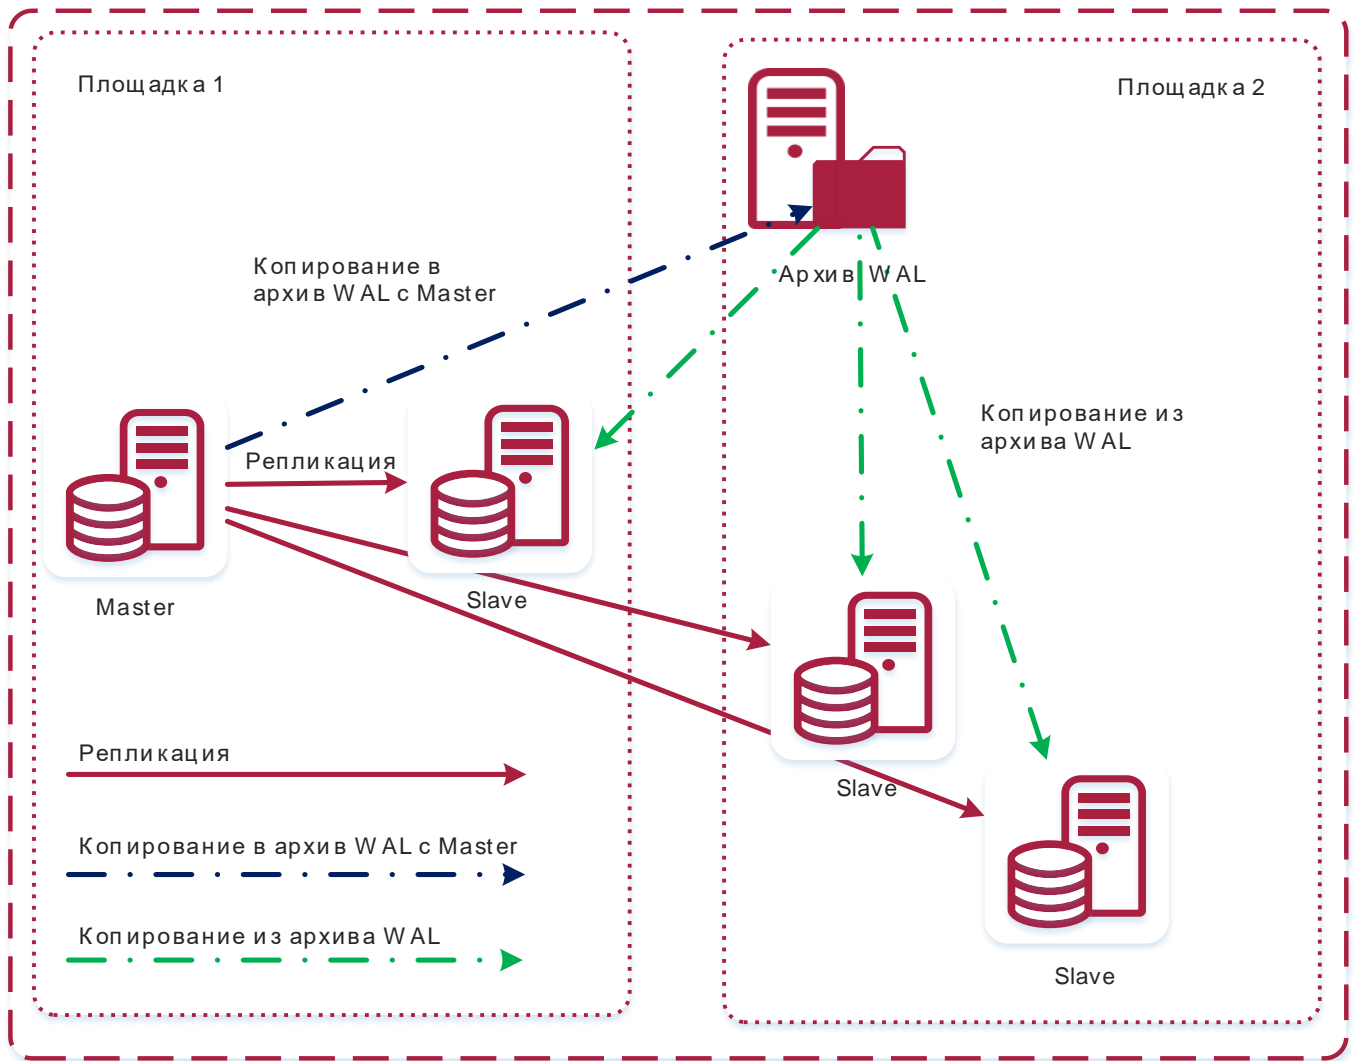 Площадка 1
Площадка 2
Архив WAL
Копирование в
архив WAL с Master
Копирование из
архива WAL
Репликация
Master
Slave
Slave
Slave
Репликация
Копирование в архив WAL с Master
Копирование из архива WAL